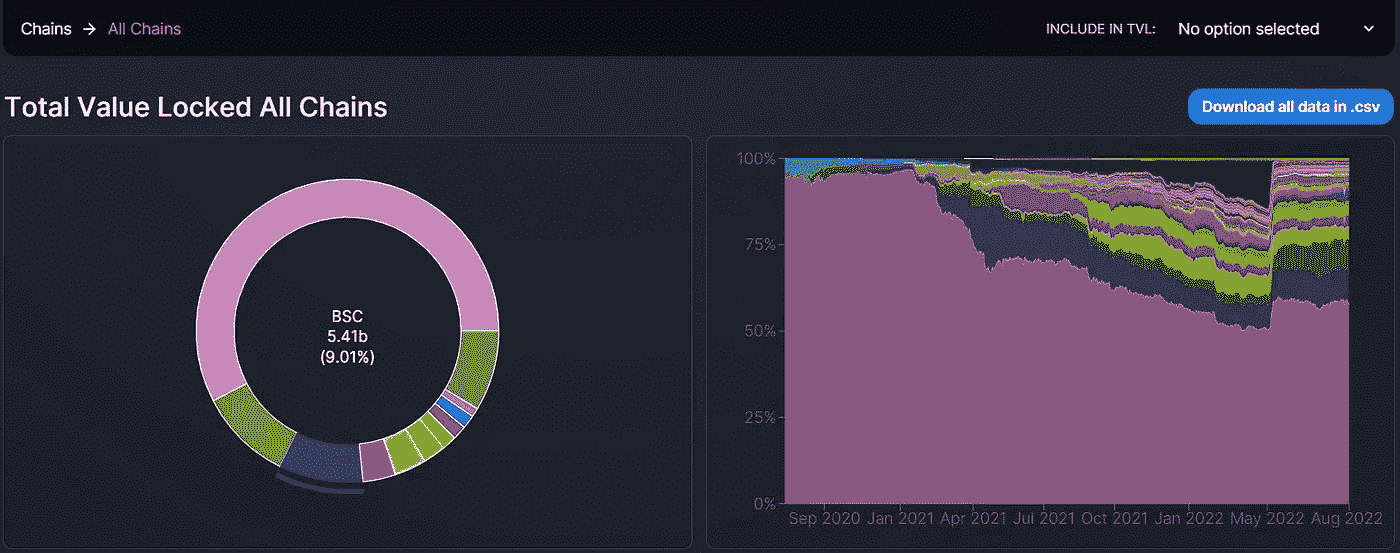 Chains → All Chains
INCLUDE IN TVL: No option selected
Total Value Locked All Chains
Download all data in .csv
BSC
5.41b
(9.01%)
100%
75%
50%
25%
0%
Sep 2020 Jan 2021 Apr 2021 Jul 2021 Oct 2021 Jan 2022 May 2022 Aug 2022